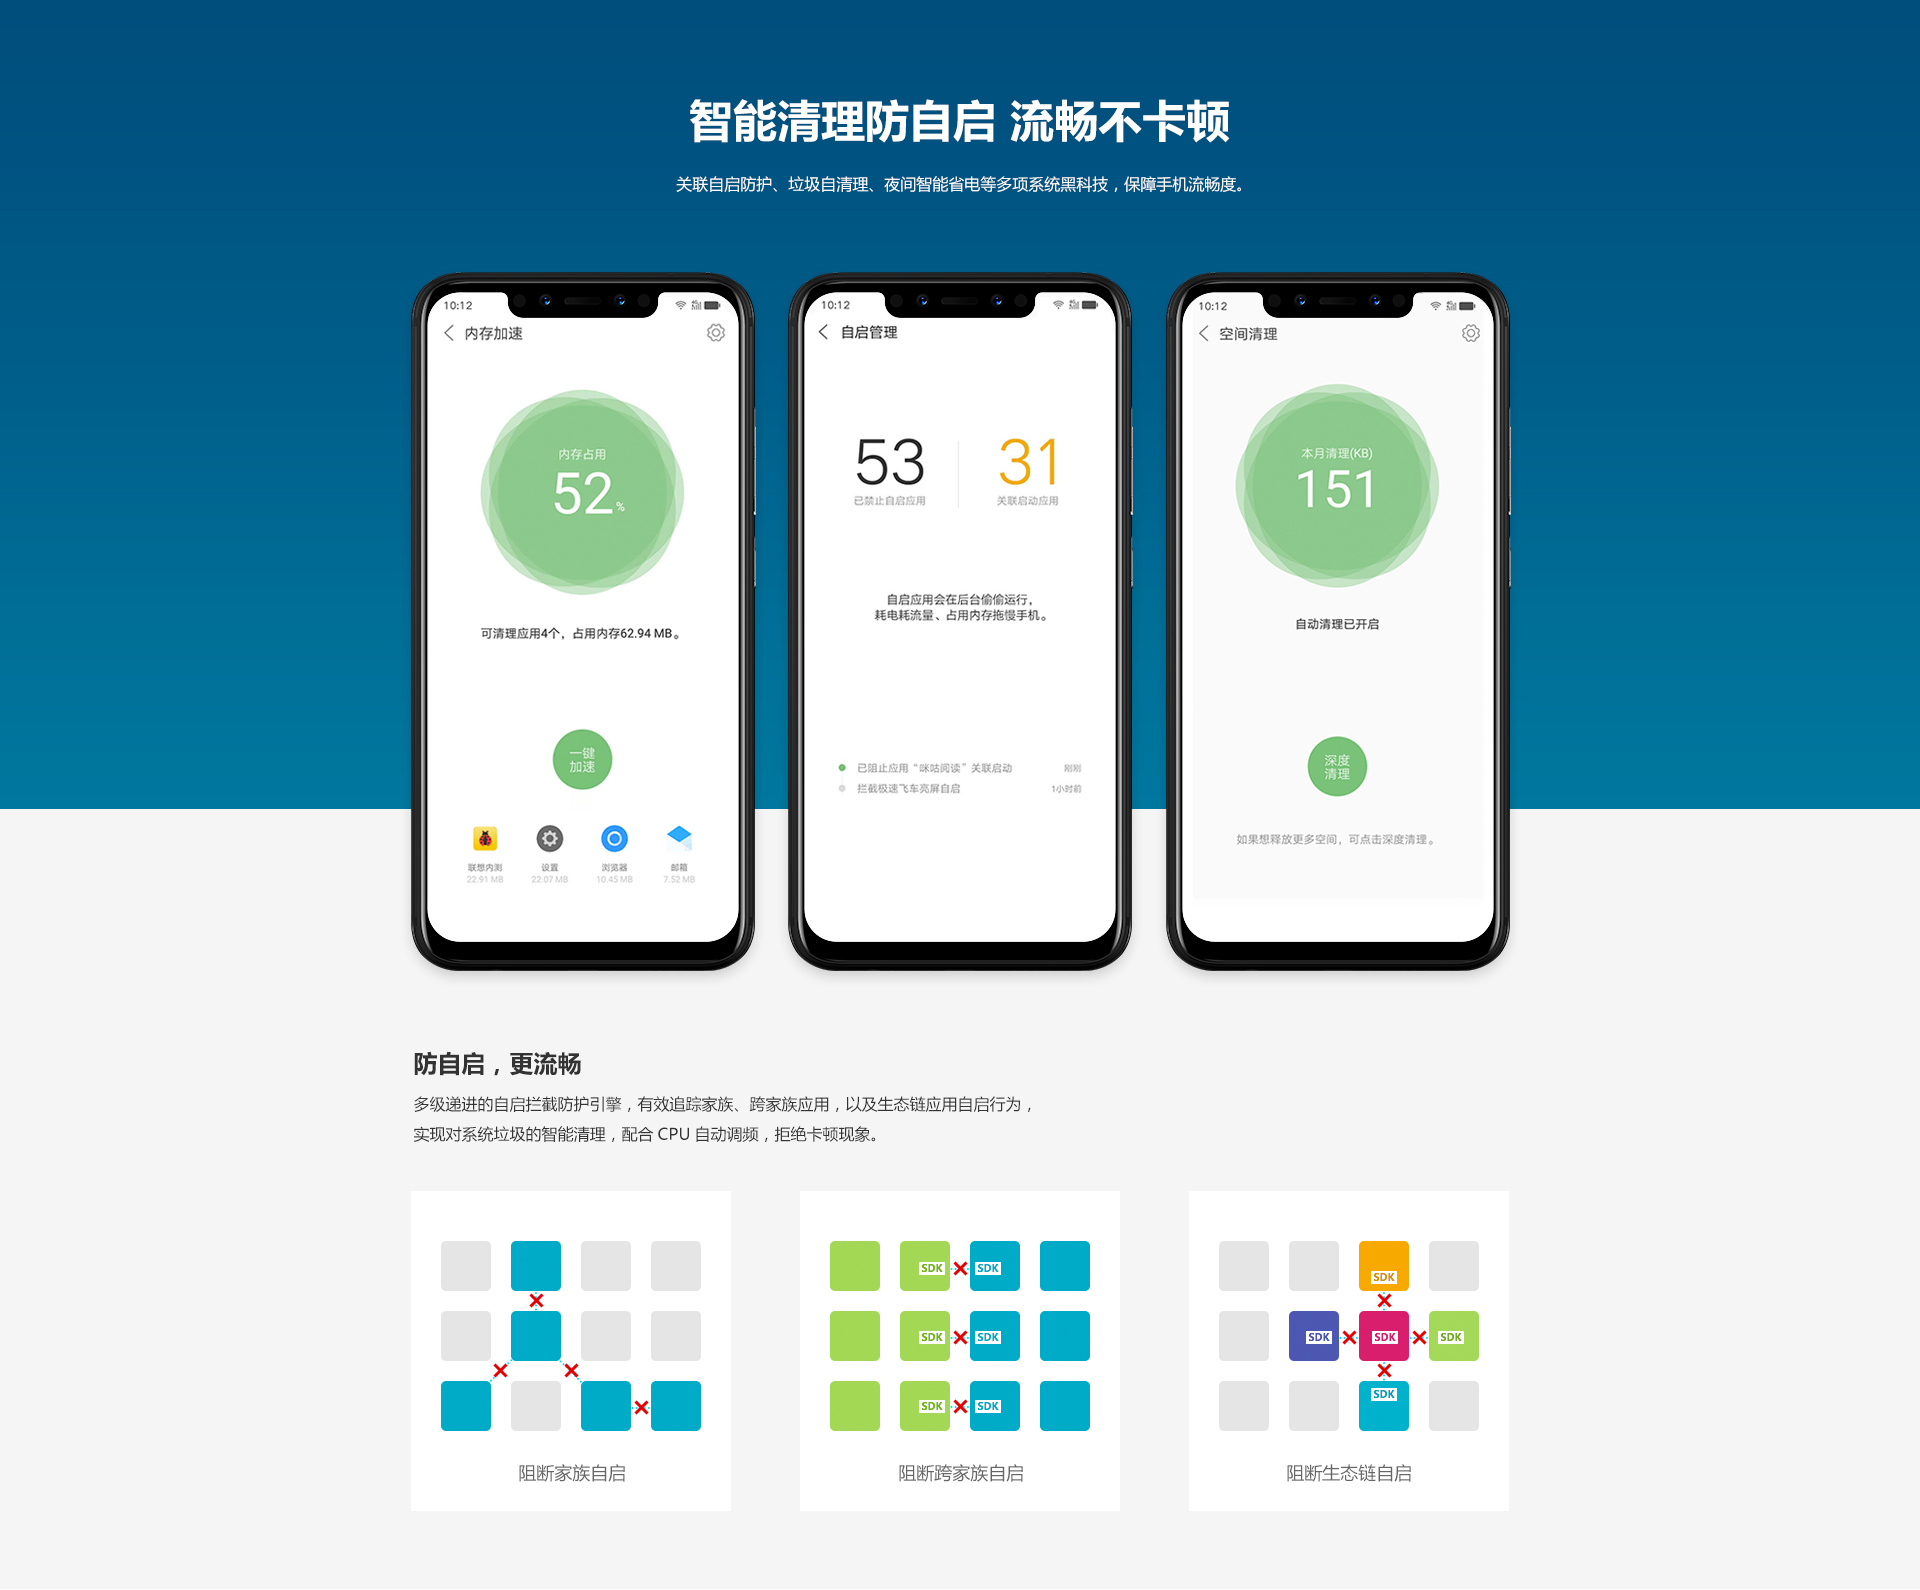 智能清理防自启 流畅不卡顿
关联自启防护、垃圾自清理、夜间智能省电等多项系统黑科技，保障手机流畅度。
10:12
内存加速
内存占用
52%
可清理应用4个，占用内存62.94 MB。
一键
加速
联想内测
22.91 MB
设置
22.07 MB
浏览器
10.45 MB
邮箱
7.52 MB
10:12
自启管理
53
已禁止自启应用
31
关联启动应用
自启应用会在后台偷偷运行，
耗电耗流量、占用内存拖慢手机。
已阻止应用“咪咕阅读”关联启动 刚刚
拦截极速飞车亮屏自启 1小时前
10:12
空间清理
本月清理(KB)
151
自动清理已开启
深度
清理
如果想释放更多空间，可点击深度清理。
防自启，更流畅
多级递进的自启拦截防护引擎，有效追踪家族、跨家族应用，以及生态链应用自启行为，
实现对系统垃圾的智能清理，配合 CPU 自动调频，拒绝卡顿现象。
阻断家族自启
SDK SDK
SDK SDK
SDK SDK
阻断跨家族自启
SDK
SDK SDK SDK
SDK
阻断生态链自启